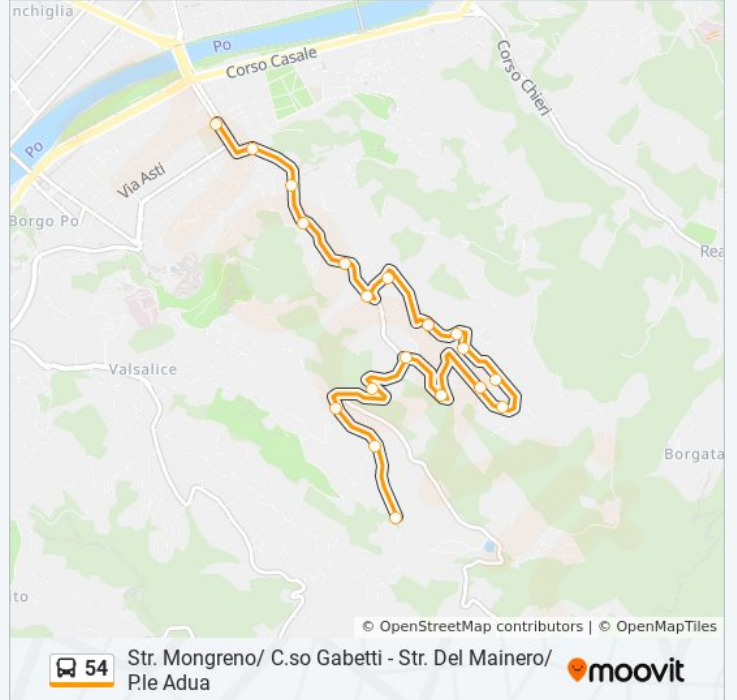 nchiglia
Po
Corso Casale
Corso Chieri
Po
Via Asti
Borgo Po
Rea
Valsalice
Borgata
ito
© OpenStreetMap contributors | © OpenMapTiles
54
Str. Mongreno/ C.so Gabetti - Str. Del Mainero/
P.le Adua
moovit